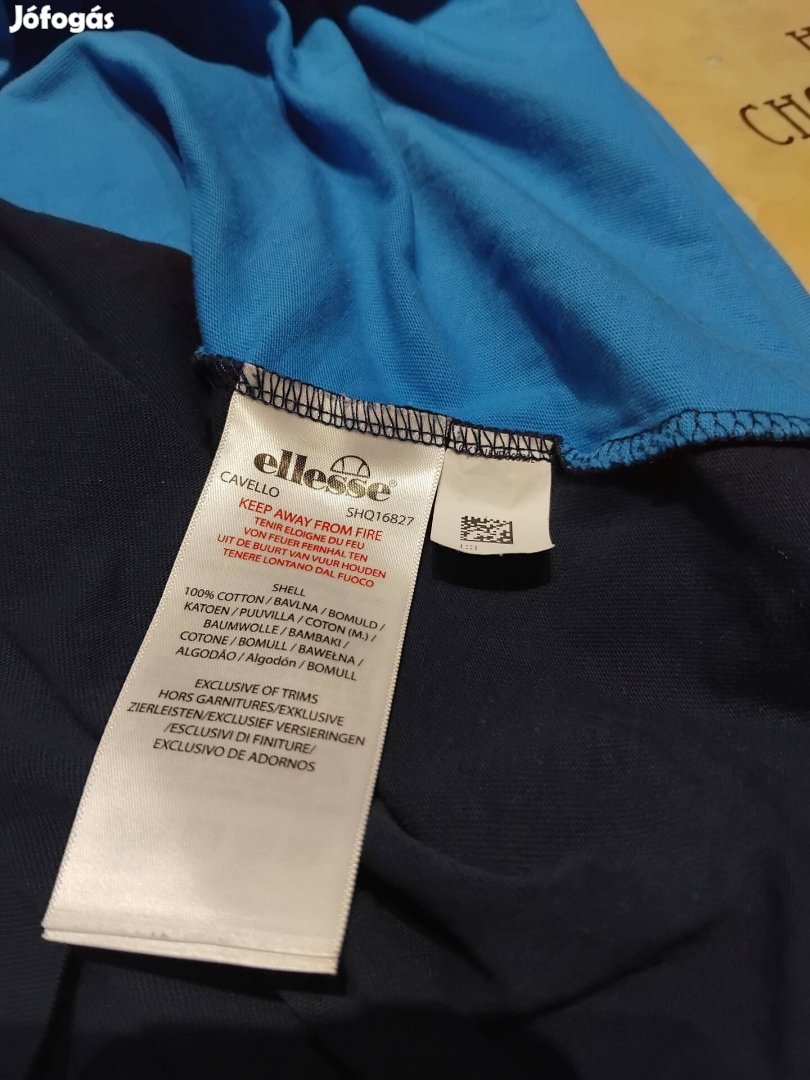 Jófogás
CHO
ellesse®
CAVELLO SHQ16827
KEEP AWAY FROM FIRE
TENIR ELOIGNE DU FEU
VON FEUER FERNHAL TEN
UIT DE BUURT VAN VUUR HOUDEN
TENERE LONTANO DAL FUOCO
SHELL
100% COTTON / BAVLNA / BOMULD /
KATOEN / PUUVILLA / COTON (M.) /
BAUMWOLLE / BAMBAKI /
COTONE / BOMULL / BAWEŁNA /
ALGODÃO / Algodón / BOMULL
EXCLUSIVE OF TRIMS
HORS GARNITURES/EXKLUSIVE
ZIERLEISTEN/EXCLUSIEF VERSIERINGEN
/ESCLUSIVI DI FINITURE/
EXCLUSIVO DE ADORNOS